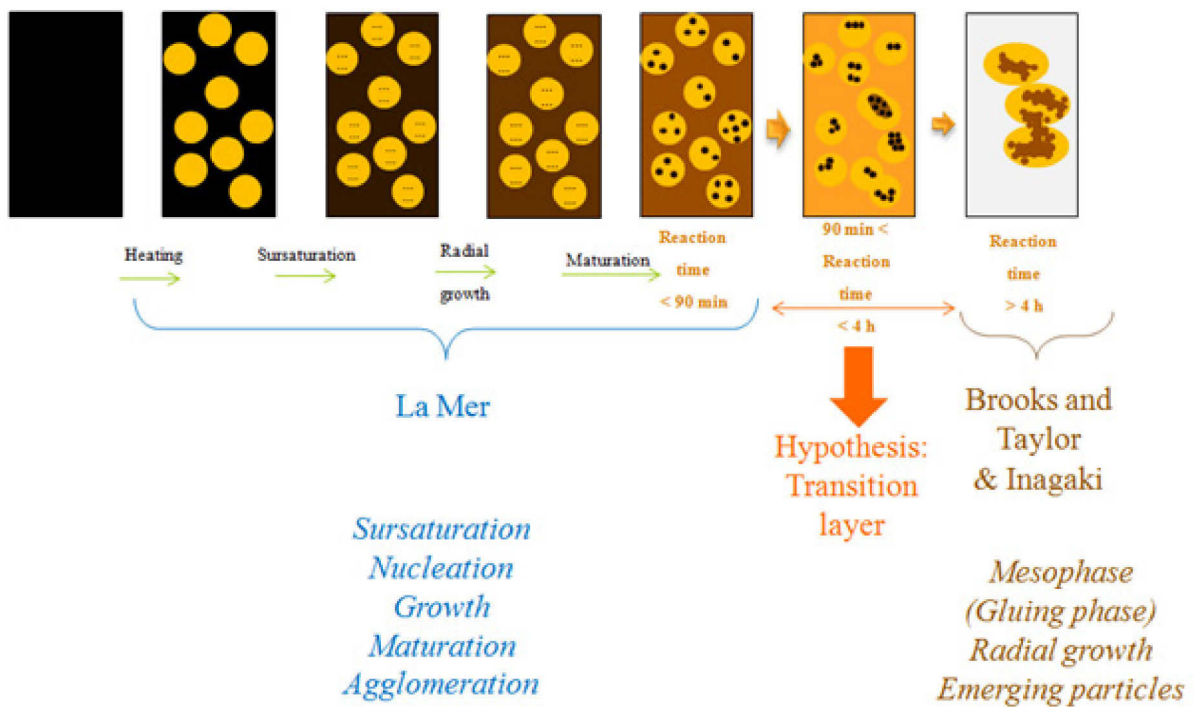 Heating
Sursaturation
Radial
growth
Maturation
Reaction
time
< 90 min
90 min <
Reaction
time
< 4 h
Reaction
time
> 4 h
La Mer
Hypothesis:
Transition
layer
Brooks and
Taylor
& Inagaki
Sursaturation
Nucleation
Growth
Maturation
Agglomeration
Mesophase
(Gluing phase)
Radial growth
Emerging particles